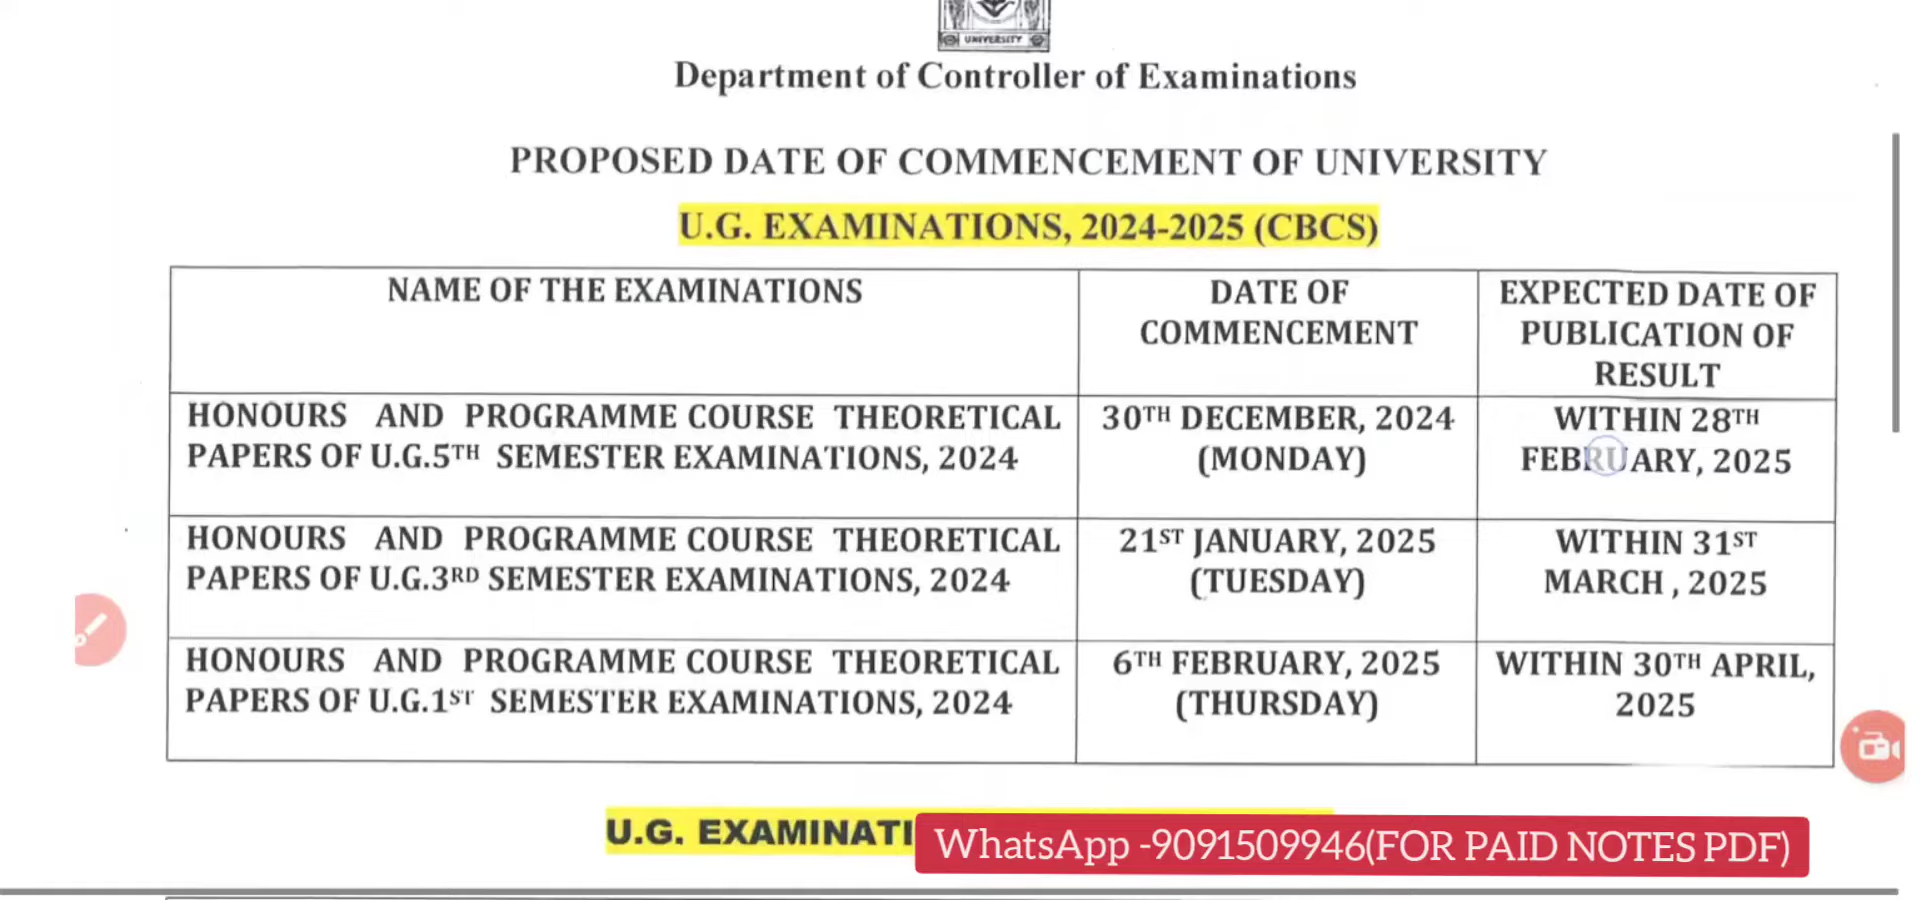 UNIVERSITY
Department of Controller of Examinations
PROPOSED DATE OF COMMENCEMENT OF UNIVERSITY
U.G. EXAMINATIONS, 2024-2025 (CBCS)
NAME OF THE EXAMINATIONS
DATE OF
COMMENCEMENT
EXPECTED DATE OF
PUBLICATION OF
RESULT
HONOURS AND PROGRAMME COURSE THEORETICAL
PAPERS OF U.G.5TH SEMESTER EXAMINATIONS, 2024
30TH DECEMBER, 2024
(MONDAY)
WITHIN 28TH
FEBRUARY, 2025
HONOURS AND PROGRAMME COURSE THEORETICAL
PAPERS OF U.G.3RD SEMESTER EXAMINATIONS, 2024
21ST JANUARY, 2025
(TUESDAY)
WITHIN 31ST
MARCH , 2025
HONOURS AND PROGRAMME COURSE THEORETICAL
PAPERS OF U.G.1ST SEMESTER EXAMINATIONS, 2024
6TH FEBRUARY, 2025
(THURSDAY)
WITHIN 30TH APRIL,
2025
U.G. EXAMINATI
WhatsApp -9091509946(FOR PAID NOTES PDF)